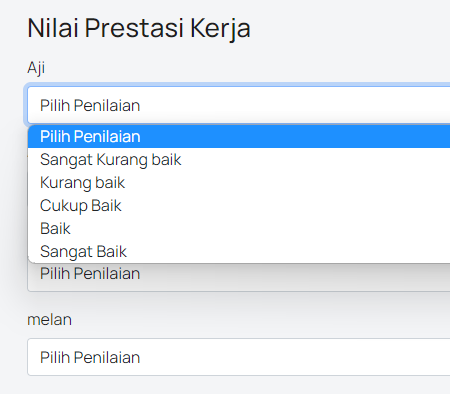 Nilai Prestasi Kerja
Aji
Pilih Penilaian
Pilih Penilaian
Sangat Kurang baik
Kurang baik
Cukup Baik
Baik
Sangat Baik
Pilih Penilaian
melan
Pilih Penilaian